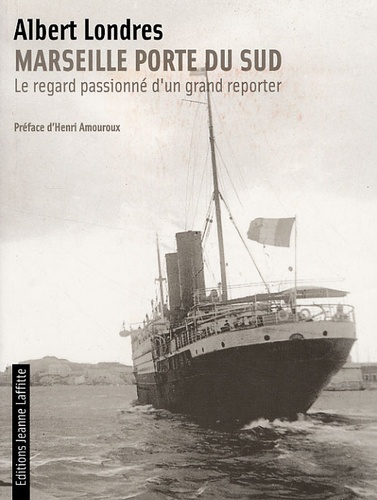 Albert Londres
MARSEILLE PORTE DU SUD
Le regard passionné d'un grand reporter
Préface d'Henri Amouroux
Editions Jeanne Laffitte